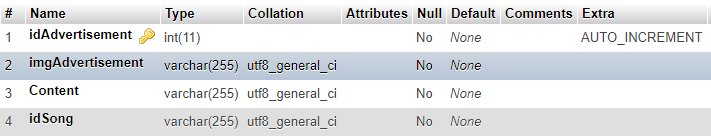 # Name Type Collation Attributes Null Default Comments Extra
1 idAdvertisement int(11) No None AUTO_INCREMENT
2 imgAdvertisement varchar(255) utf8_general_ci No None
3 Content varchar(255) utf8_general_ci No None
4 idSong varchar(255) utf8_general_ci No None